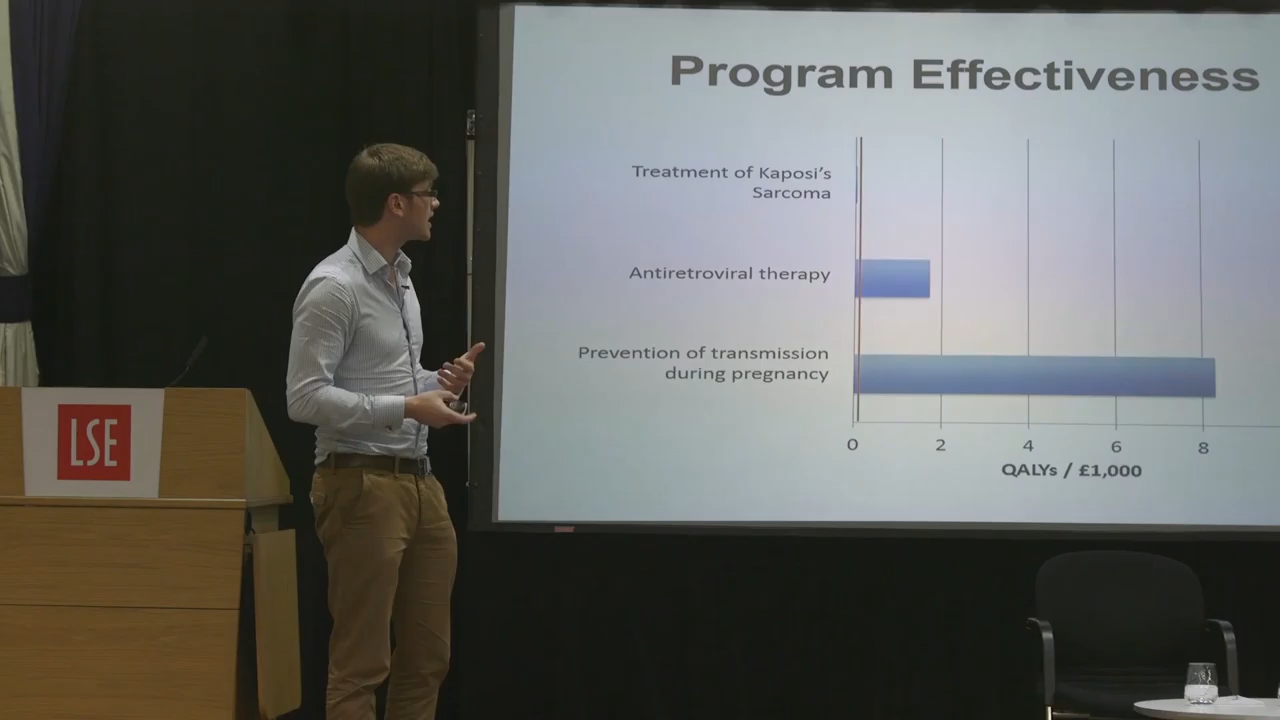 Program Effectiveness
Treatment of Kaposi's
Sarcoma
Antiretroviral therapy
Prevention of transmission
during pregnancy
0 2 4 6 8
QALYs / £1,000
LSE